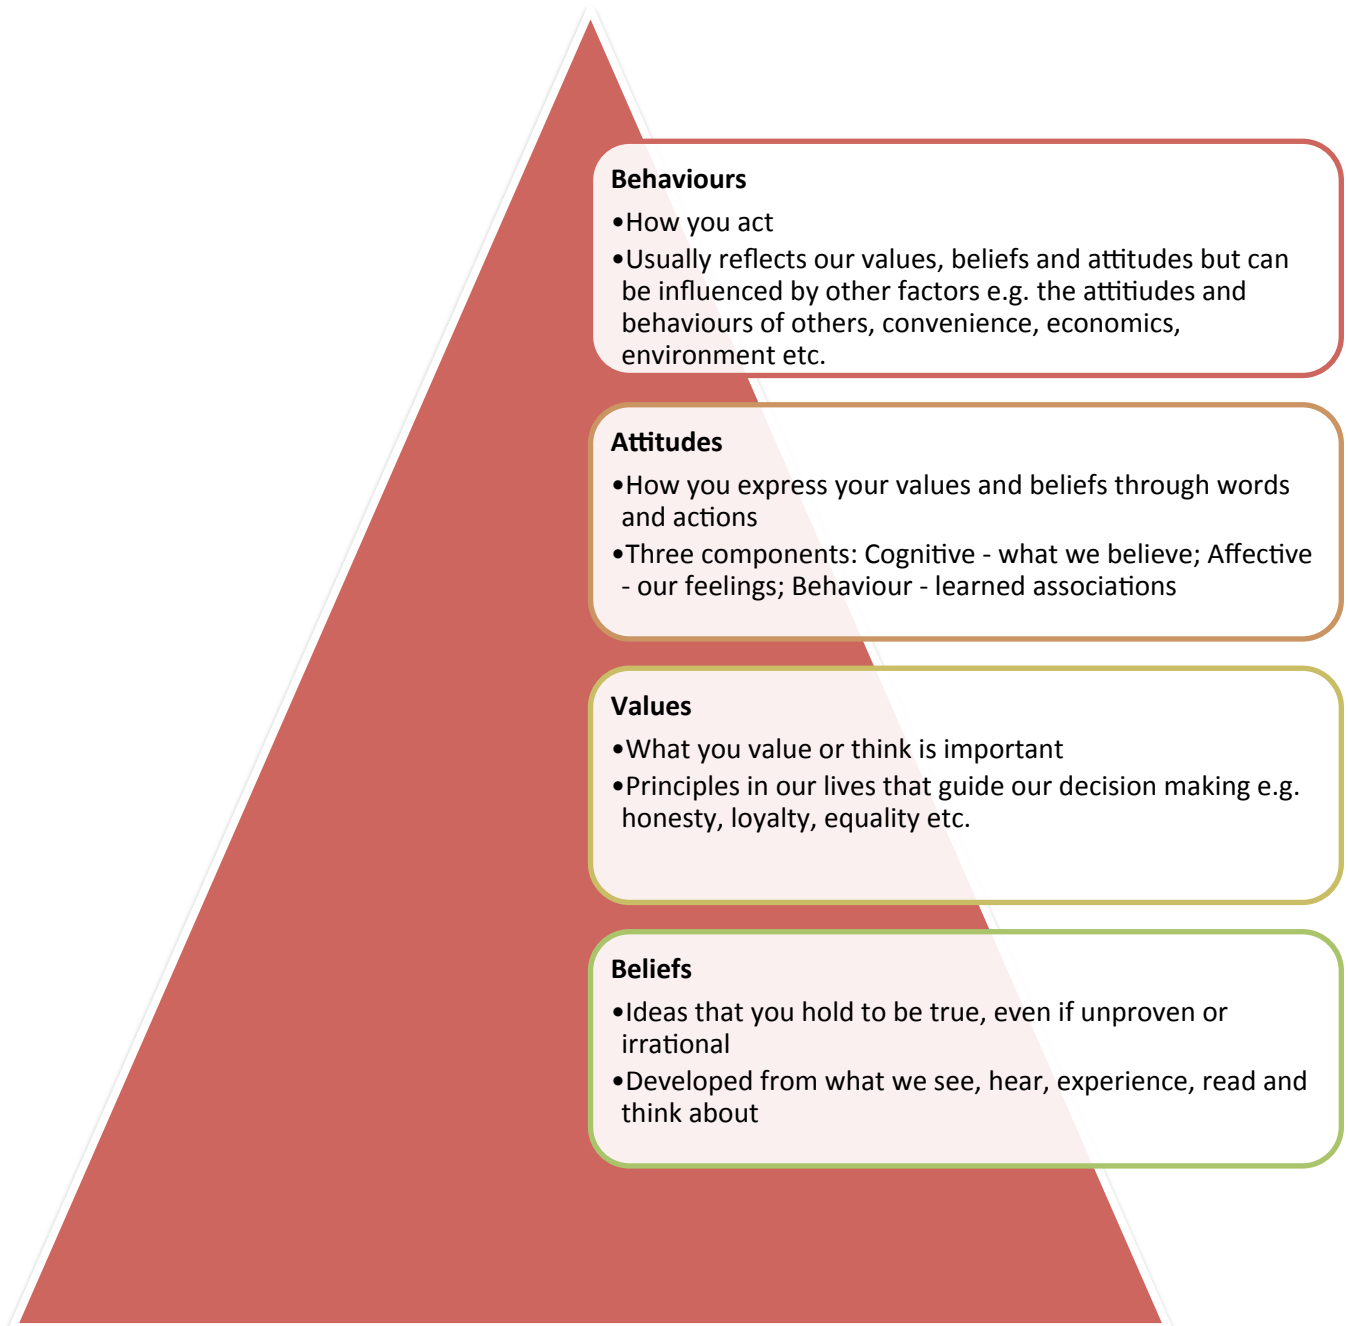 Behaviours
•How you act
•Usually reflects our values, beliefs and attitudes but can
be influenced by other factors e.g. the attitiudes and
behaviours of others, convenience, economics,
environment etc.
Attitudes
•How you express your values and beliefs through words
and actions
•Three components: Cognitive - what we believe; Affective
- our feelings; Behaviour - learned associations
Values
•What you value or think is important
•Principles in our lives that guide our decision making e.g.
honesty, loyalty, equality etc.
Beliefs
•Ideas that you hold to be true, even if unproven or
irrational
•Developed from what we see, hear, experience, read and
think about